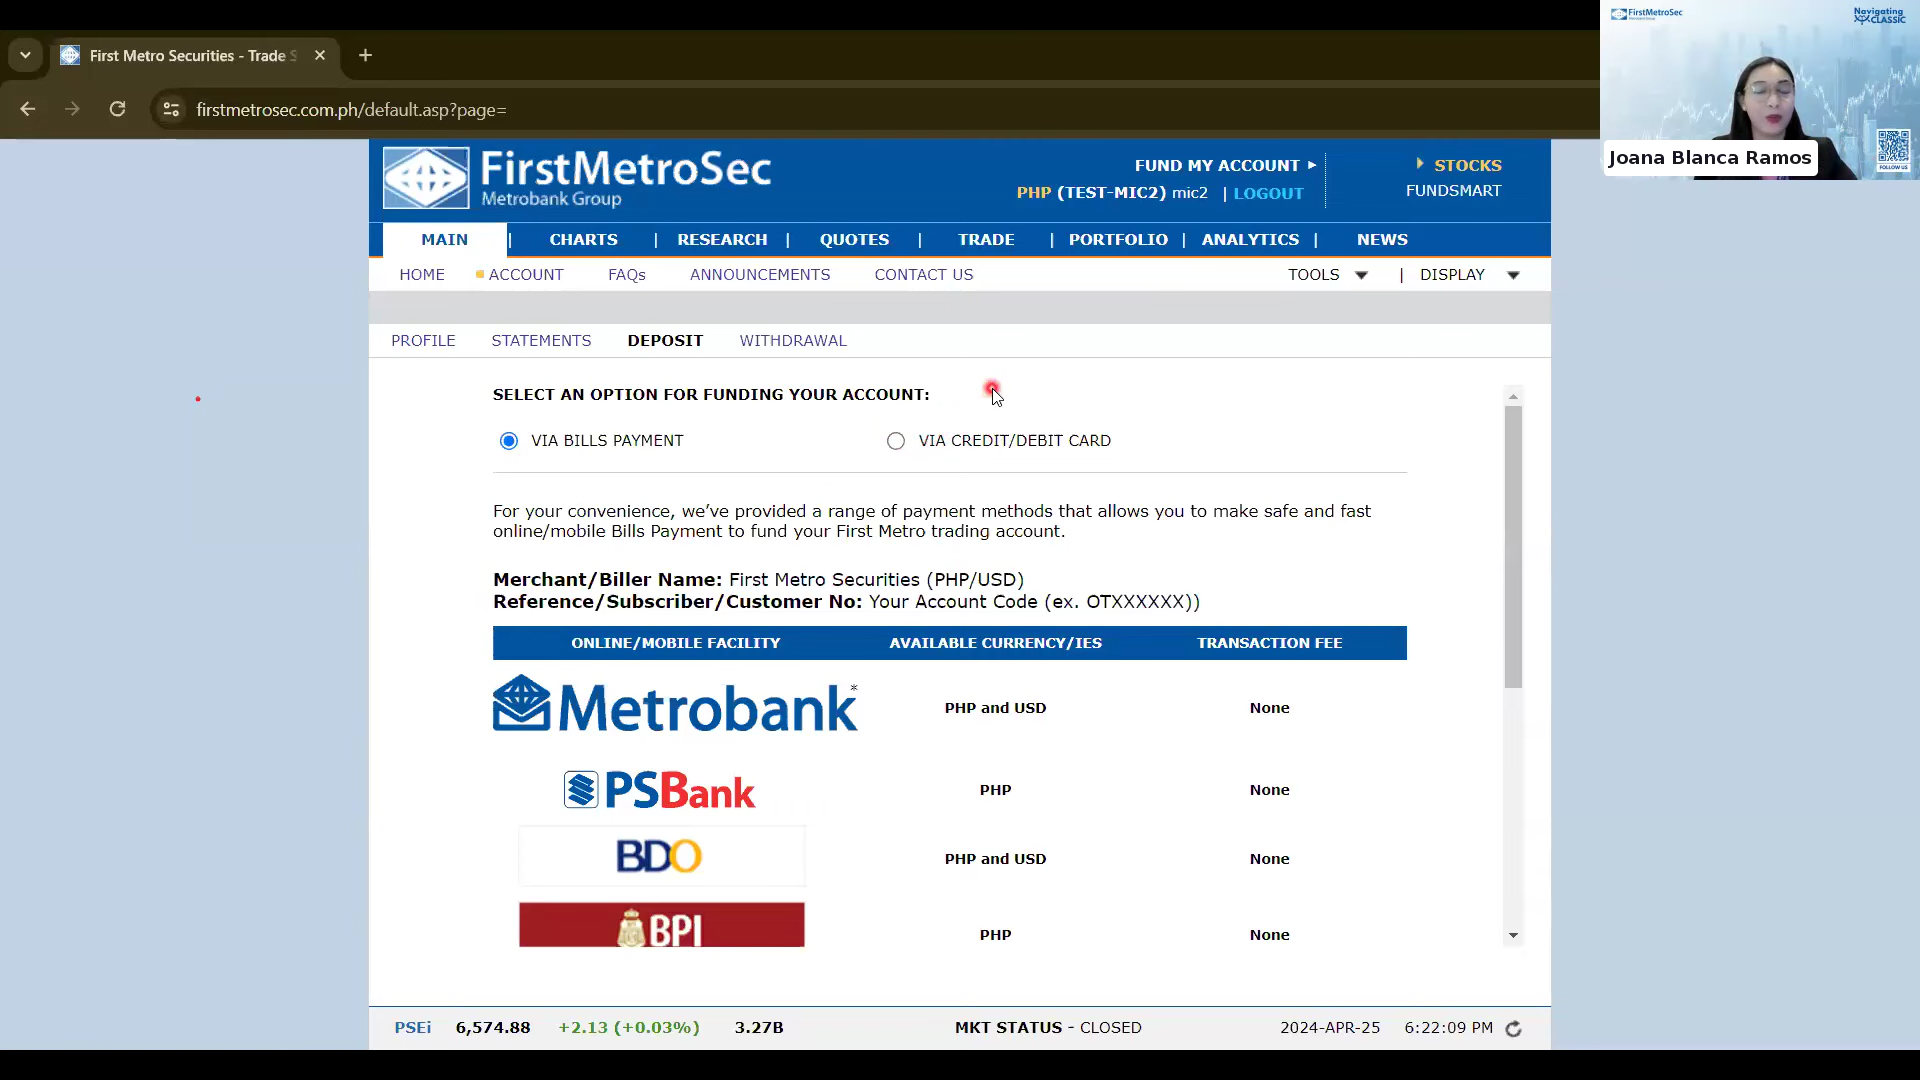 First Metro Securities - Trade S
firstmetrosec.com.ph/default.asp?page=
FirstMetroSec
Navigating
CLASSIC
FOLLOW US
Joana Blanca Ramos
FirstMetroSec
Metrobank Group
FUND MY ACCOUNT
STOCKS
PHP (TEST-MIC2) mic2 | LOGOUT
FUNDSMART
MAIN | CHARTS | RESEARCH | QUOTES | TRADE | PORTFOLIO | ANALYTICS | NEWS
HOME ACCOUNT FAQs ANNOUNCEMENTS CONTACT US TOOLS | DISPLAY
PROFILE STATEMENTS DEPOSIT WITHDRAWAL
SELECT AN OPTION FOR FUNDING YOUR ACCOUNT:
VIA BILLS PAYMENT VIA CREDIT/DEBIT CARD
For your convenience, we've provided a range of payment methods that allows you to make safe and fast
online/mobile Bills Payment to fund your First Metro trading account.
Merchant/Biller Name: First Metro Securities (PHP/USD)
Reference/Subscriber/Customer No: Your Account Code (ex. OTXXXXXX))
ONLINE/MOBILE FACILITY AVAILABLE CURRENCY/IES TRANSACTION FEE
Metrobank* PHP and USD None
PSBank PHP None
BDO PHP and USD None
BPI PHP None
PSEi 6,574.88 +2.13 (+0.03%) 3.27B MKT STATUS - CLOSED 2024-APR-25 6:22:09 PM